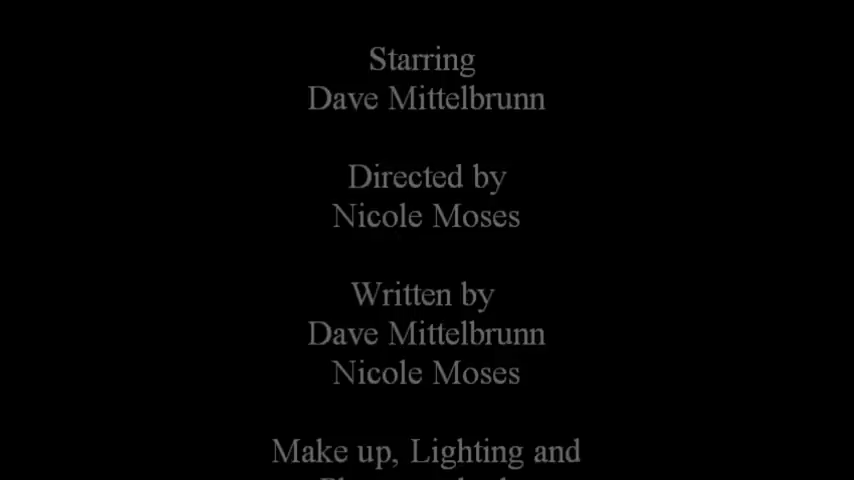 Starring
Dave Mittelbrunn
Directed by
Nicole Moses
Written by
Dave Mittelbrunn
Nicole Moses
Make up, Lighting and